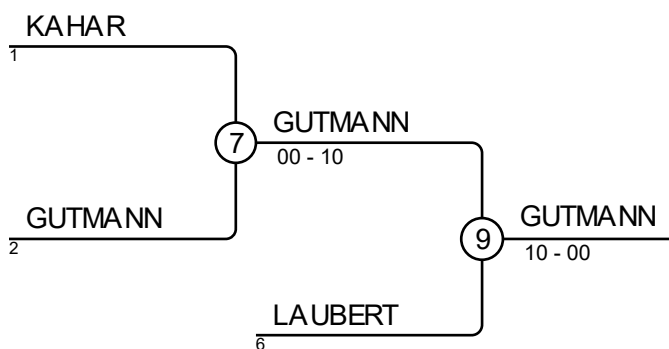 KAHAR
1
7
GUTMANN
00 - 10
GUTMANN
2
9
GUTMANN
10 - 00
LAUBERT
6